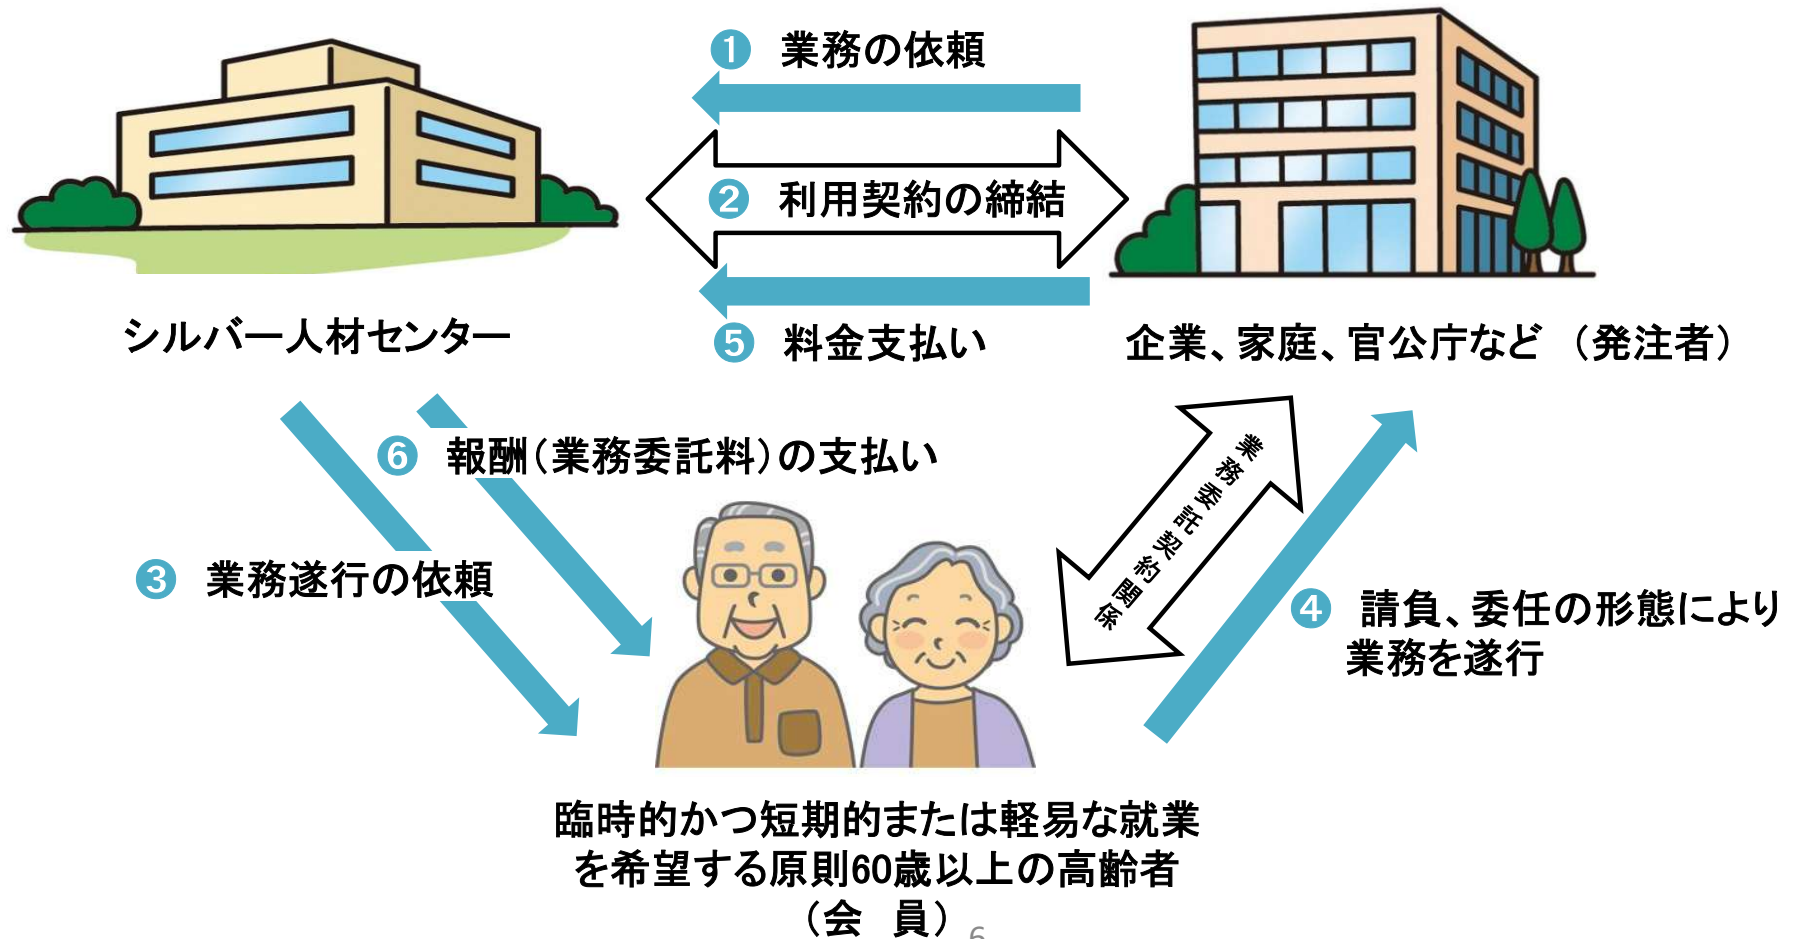 ❶ 業務の依頼
❷ 利用契約の締結
❺ 料金支払い
シルバー人材センター
企業、家庭、官公庁など （発注者）
❻ 報酬（業務委託料）の支払い
業務委託契約関係
❸ 業務遂行の依頼
❹ 請負、委任の形態により
業務を遂行
臨時的かつ短期的または軽易な就業
を希望する原則60歳以上の高齢者
（会　員）
6